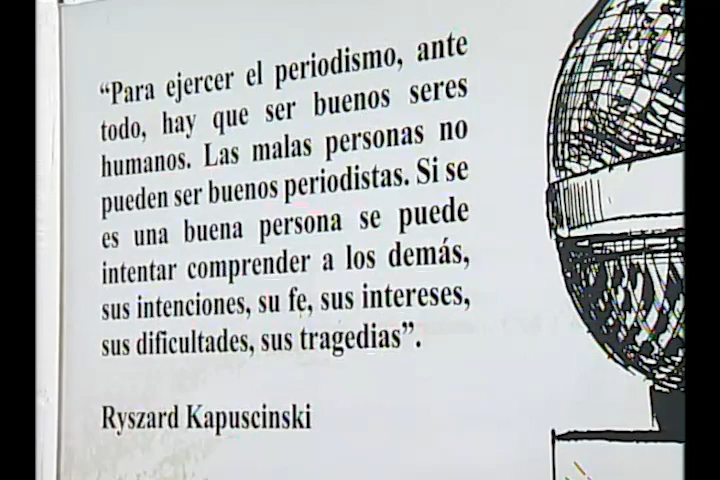 “Para ejercer el periodismo, ante
todo, hay que ser buenos seres
humanos. Las malas personas no
pueden ser buenos periodistas. Si se
es una buena persona se puede
intentar comprender a los demás,
sus intenciones, su fe, sus intereses,
sus dificultades, sus tragedias”.
Ryszard Kapuscinski